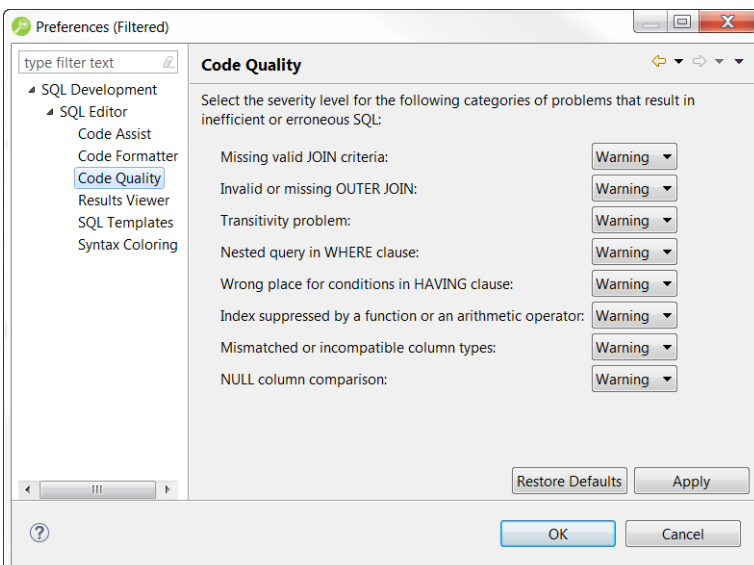 Preferences (Filtered)
type filter text
SQL Development
SQL Editor
Code Assist
Code Formatter
Code Quality
Results Viewer
SQL Templates
Syntax Coloring
Code Quality
Select the severity level for the following categories of problems that result in
inefficient or erroneous SQL:
Missing valid JOIN criteria: Warning
Invalid or missing OUTER JOIN: Warning
Transitivity problem: Warning
Nested query in WHERE clause: Warning
Wrong place for conditions in HAVING clause: Warning
Index suppressed by a function or an arithmetic operator: Warning
Mismatched or incompatible column types: Warning
NULL column comparison: Warning
Restore Defaults Apply
OK Cancel